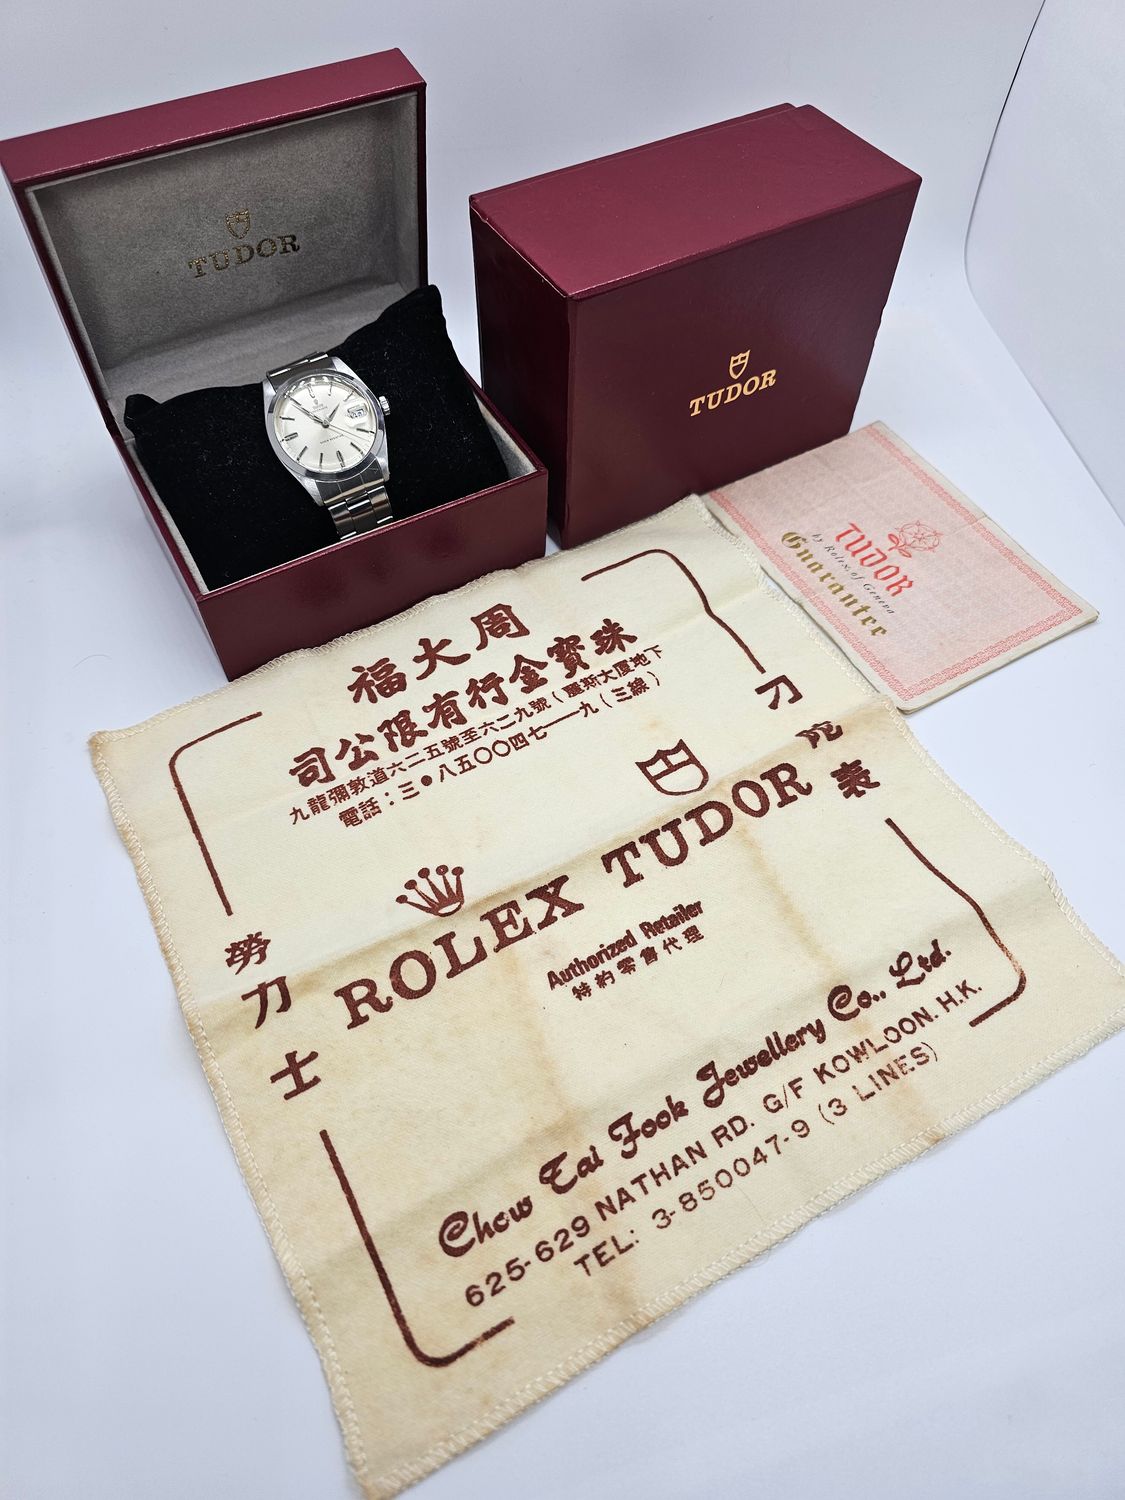 TUDOR
TUDOR
TUDOR
by Rolex of Geneva
Guarantee
周大福
珠寶金行有限公司
九龍彌敦道六二五號至六二九號(麗斯大廈地下
電話:三●八五〇〇四七——九(三線)
刀
陀
表
勞
力
士
ROLEX TUDOR
Authorized Retailer
特約零售代理
Chow Tai Fook Jewellery Co., Ltd.
625-629 NATHAN RD. G/F KOWLOON. H.K.
TEL: 3-850047-9 (3 LINES)